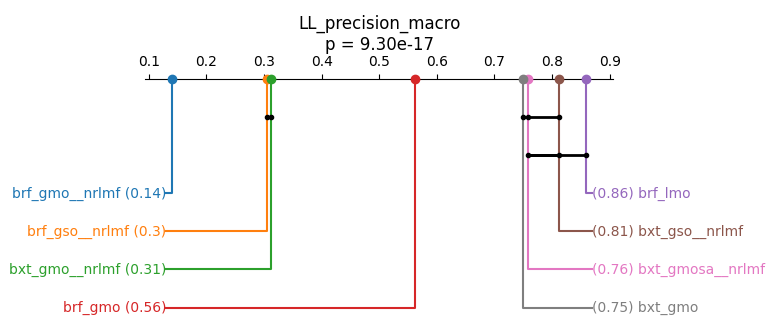 LL_precision_macro
p = 9.30e-17
0.1 0.2 0.3 0.4 0.5 0.6 0.7 0.8 0.9
brf_gmo__nrlmf (0.14) (0.86) brf_lmo
brf_gso__nrlmf (0.3) (0.81) bxt_gso__nrlmf
bxt_gmo__nrlmf (0.31) (0.76) bxt_gmosa__nrlmf
brf_gmo (0.56) (0.75) bxt_gmo